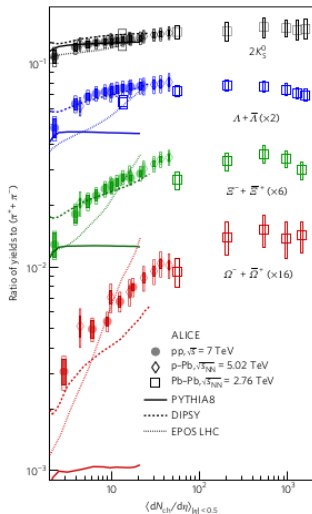 10⁻¹
2K⁰S
Λ + Λ̅ (×2)
Ξ⁻ + Ξ̅⁺ (×6)
Ratio of yields to (π⁺ + π⁻)
10⁻²
Ω⁻ + Ω̅⁺ (×16)
ALICE
pp, √s = 7 TeV
p–Pb, √sNN = 5.02 TeV
Pb–Pb, √sNN = 2.76 TeV
PYTHIA8
DIPSY
EPOS LHC
10⁻³
10 10² 10³
⟨dNch/dη⟩|η| < 0.5